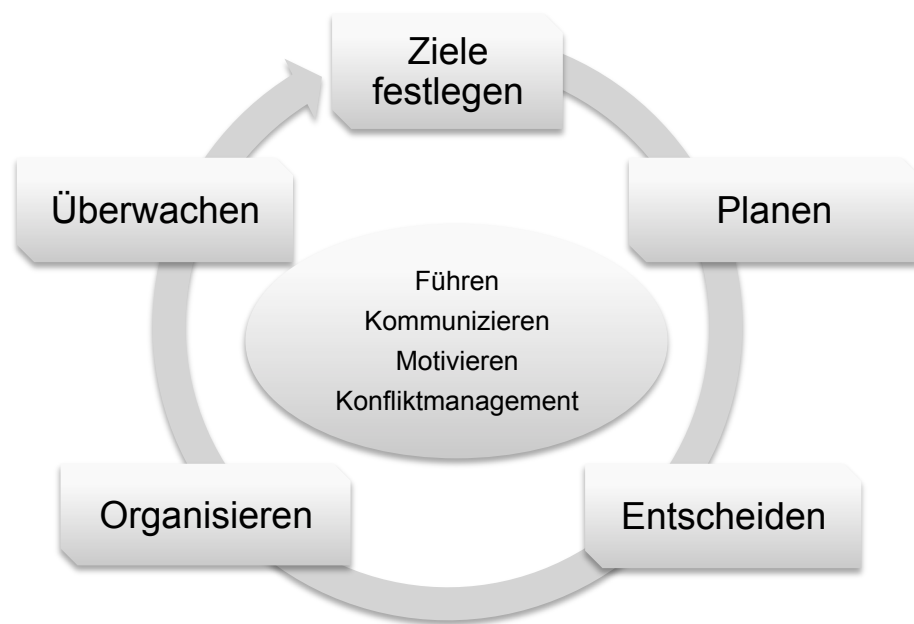 Ziele
festlegen
Überwachen
Planen
Führen
Kommunizieren
Motivieren
Konfliktmanagement
Organisieren
Entscheiden